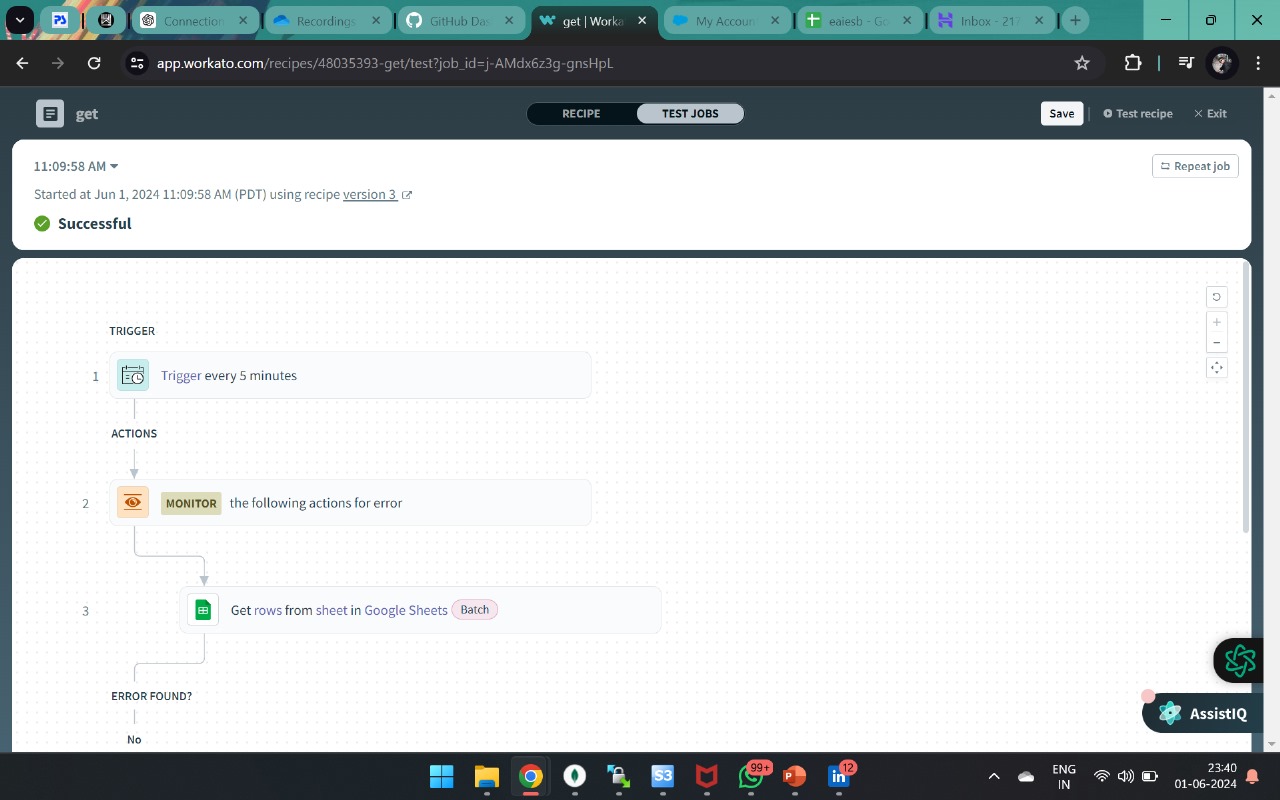 Connection
Recordings
GitHub Das
get | Worka
My Accoun
eaiesb - Go
Inbox - 217
app.workato.com/recipes/48035393-get/test?job_id=j-AMdx6z3g-gnsHpL
get
RECIPE
TEST JOBS
Save
Test recipe
Exit
11:09:58 AM
Repeat job
Started at Jun 1, 2024 11:09:58 AM (PDT) using recipe version 3
Successful
TRIGGER
1 Trigger every 5 minutes
ACTIONS
2 MONITOR the following actions for error
3 Get rows from sheet in Google Sheets Batch
ERROR FOUND?
No
AssistIQ
PS
S3
99+
12
ENG
IN
23:40
01-06-2024